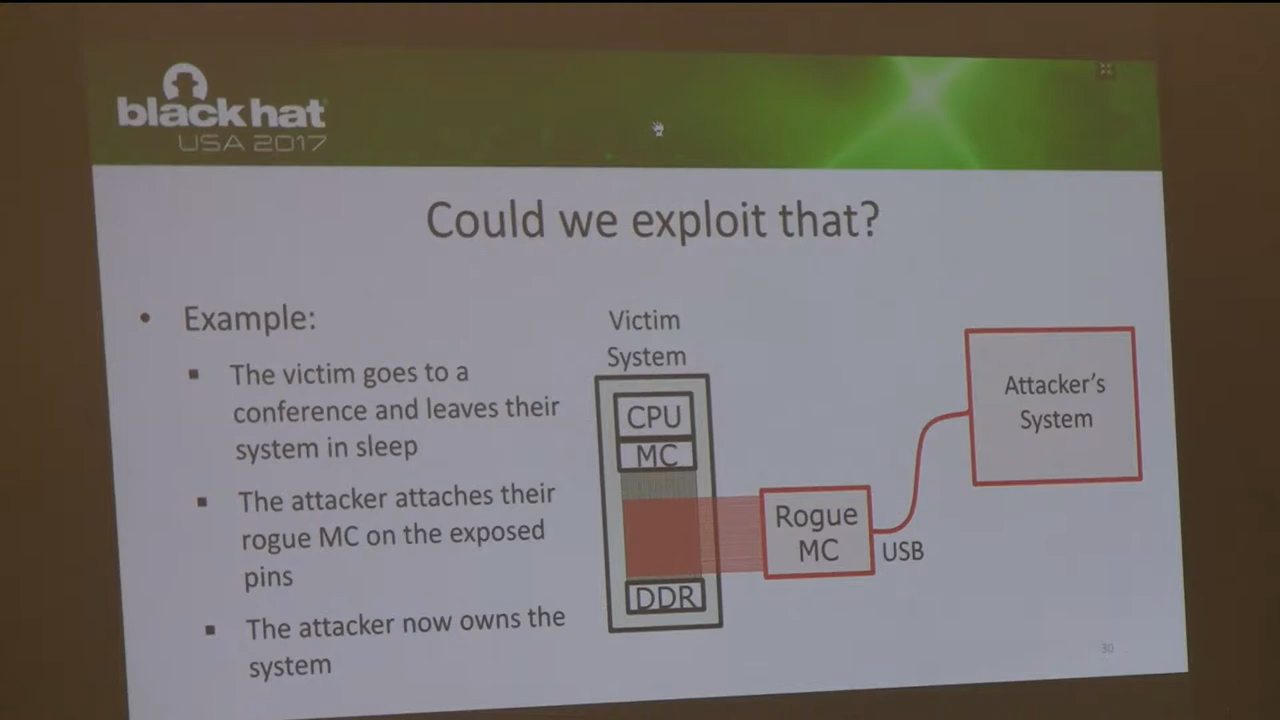 black hat
USA 2017
Could we exploit that?
• Example:
▪ The victim goes to a
conference and leaves their
system in sleep
▪ The attacker attaches their
rogue MC on the exposed
pins
▪ The attacker now owns the
system
Victim
System
CPU
MC
DDR
Rogue
MC
USB
Attacker's
System
30